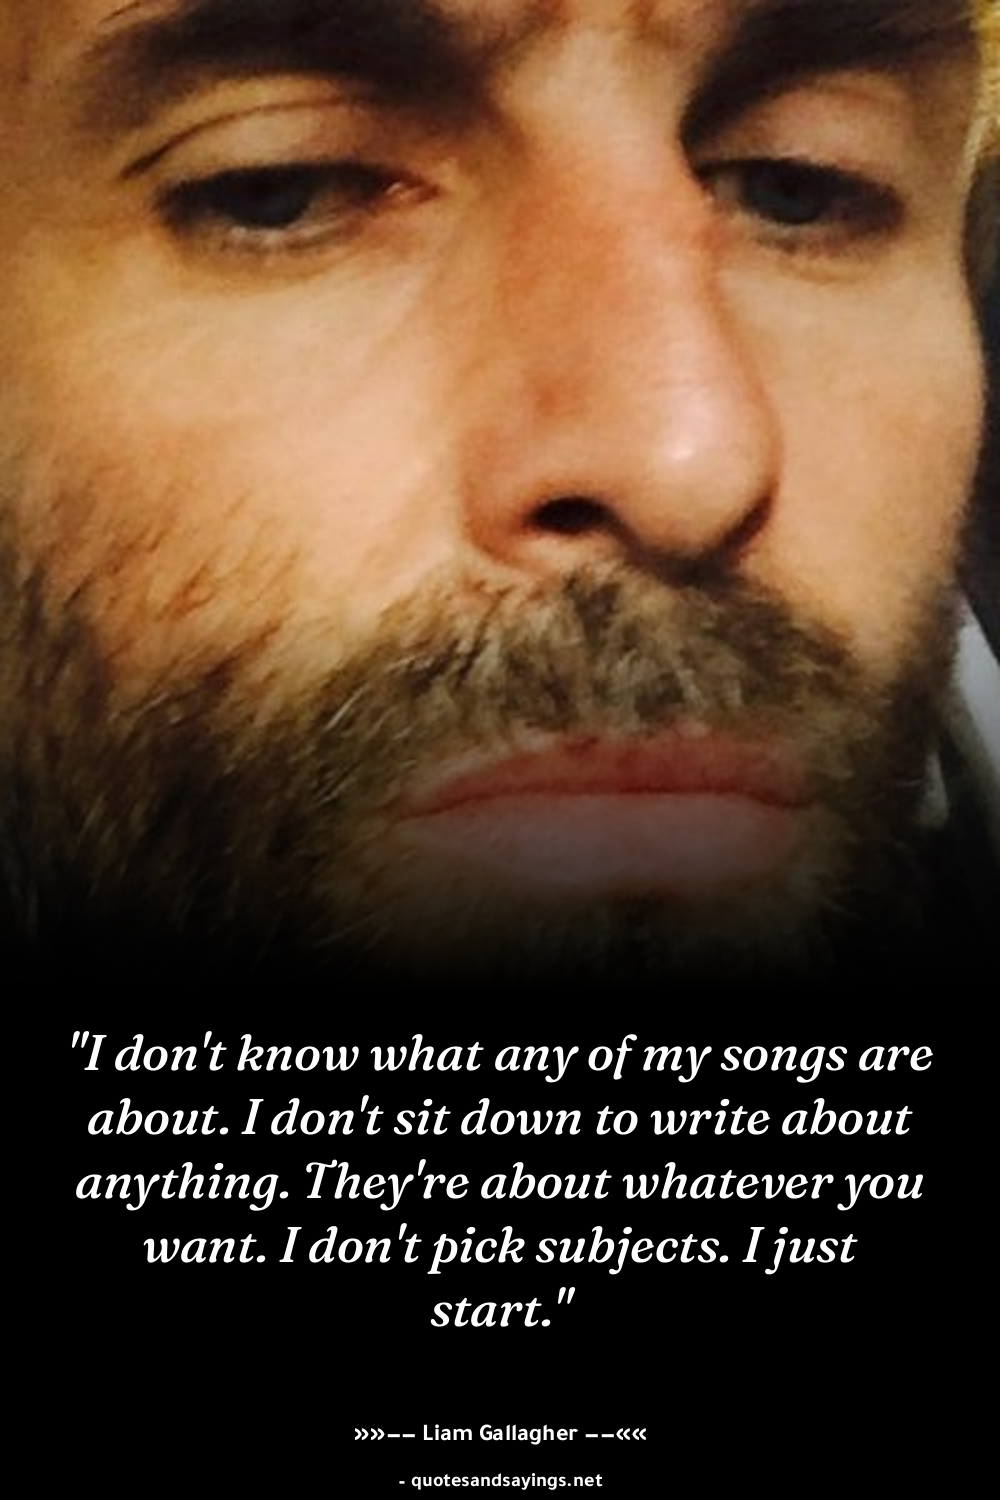 "I don't know what any of my songs are
about. I don't sit down to write about
anything. They're about whatever you
want. I don't pick subjects. I just
start."
»»–– Liam Gallagher ––««
- quotesandsayings.net